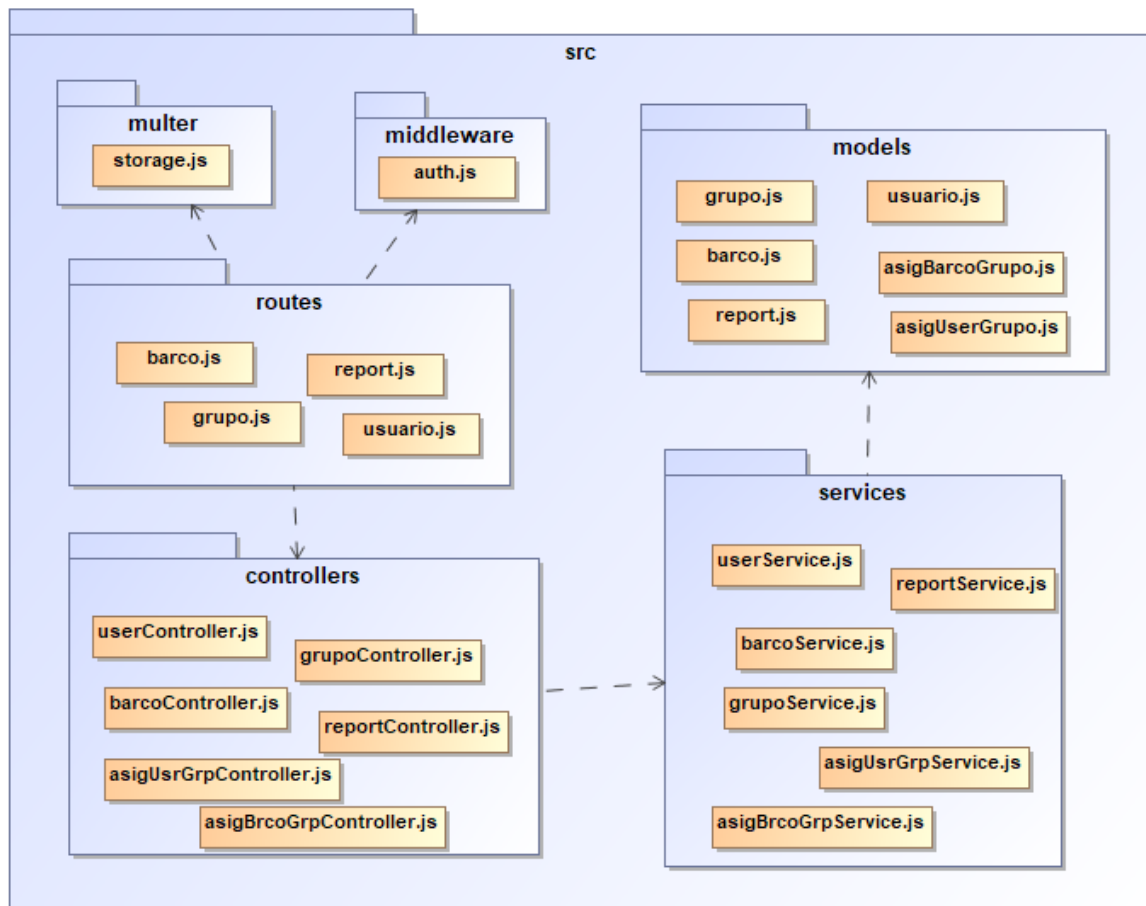 src
multer
storage.js
middleware
auth.js
models
grupo.js
usuario.js
barco.js
asigBarcoGrupo.js
report.js
asigUserGrupo.js
routes
barco.js
report.js
grupo.js
usuario.js
controllers
userController.js
grupoController.js
barcoController.js
reportController.js
asigUsrGrpController.js
asigBrcoGrpController.js
services
userService.js
reportService.js
barcoService.js
grupoService.js
asigUsrGrpService.js
asigBrcoGrpService.js